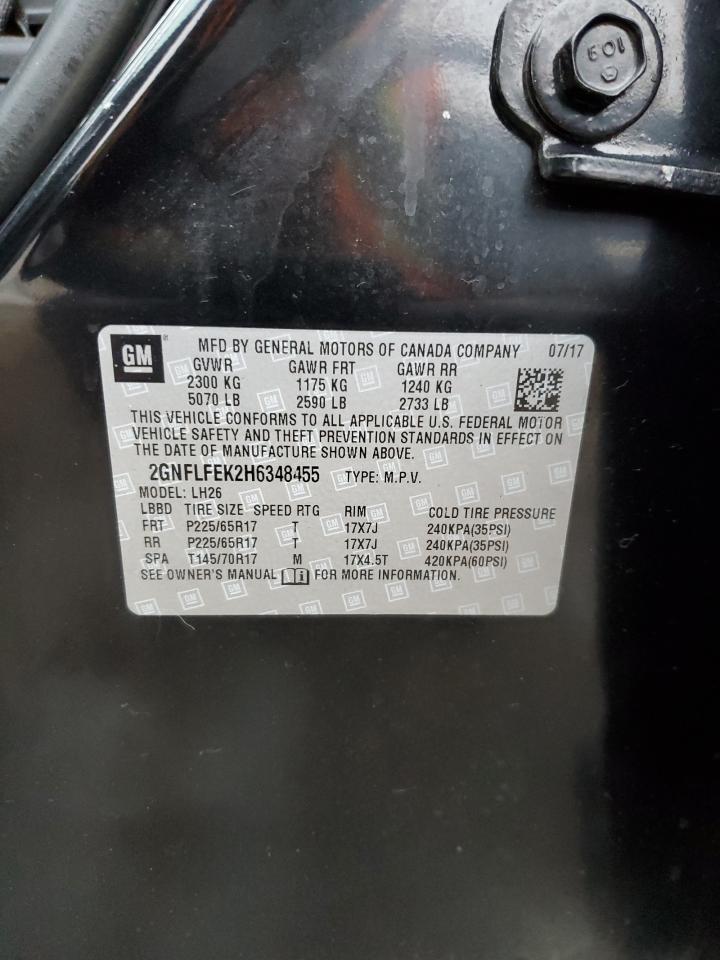 GM ® MFD BY GENERAL MOTORS OF CANADA COMPANY 07/17
GVWR GAWR FRT GAWR RR
2300 KG 1175 KG 1240 KG
5070 LB 2590 LB 2733 LB
THIS VEHICLE CONFORMS TO ALL APPLICABLE U.S. FEDERAL MOTOR
VEHICLE SAFETY AND THEFT PREVENTION STANDARDS IN EFFECT ON
THE DATE OF MANUFACTURE SHOWN ABOVE.
2GNFLFEK2H6348455 TYPE: M.P.V.
MODEL: LH26
LBBD TIRE SIZE SPEED RTG RIM COLD TIRE PRESSURE
FRT P225/65R17 T 17X7J 240KPA(35PSI)
RR P225/65R17 T 17X7J 240KPA(35PSI)
SPA T145/70R17 M 17X4.5T 420KPA(60PSI)
SEE OWNER'S MANUAL FOR MORE INFORMATION.